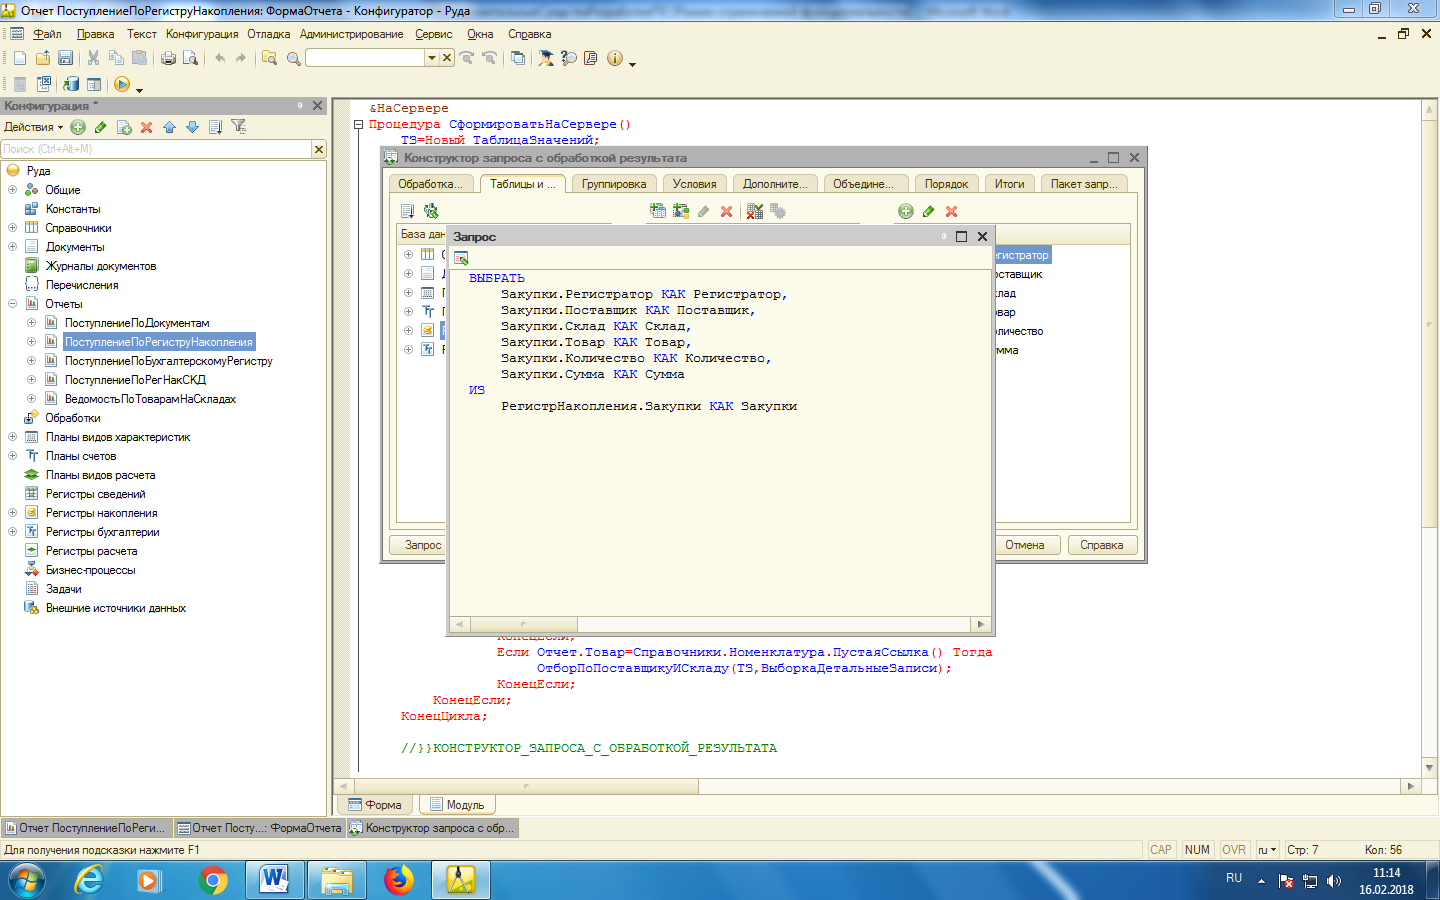 Отчет ПоступлениеПоРегиструНакопления: ФормаОтчета - Конфигуратор - Руда
Файл Правка Текст Конфигурация Отладка Администрирование Сервис Окна Справка
Конфигурация *
Действия
Поиск (Ctrl+Alt+M)
Руда
Общие
Константы
Справочники
Документы
Журналы документов
Перечисления
Отчеты
ПоступлениеПоДокументам
ПоступлениеПоРегиструНакопления
ПоступлениеПоБухгалтерскомуРегистру
ПоступлениеПоРегНакСКД
ВедомостьПоТоварамНаСкладах
Обработки
Планы видов характеристик
Планы счетов
Планы видов расчета
Регистры сведений
Регистры накопления
Регистры бухгалтерии
Регистры расчета
Бизнес-процессы
Задачи
Внешние источники данных
&НаСервере
Процедура СформироватьНаСервере()
ТЗ=Новый ТаблицаЗначений;
Конструктор запроса с обработкой результата
Обработка... Таблицы и ... Группировка Условия Дополните... Объедине... Порядок Итоги Пакет запр...
База дан
егистратор
оставщик
клад
овар
оличество
умма
Запрос
ВЫБРАТЬ
Закупки.Регистратор КАК Регистратор,
Закупки.Поставщик КАК Поставщик,
Закупки.Склад КАК Склад,
Закупки.Товар КАК Товар,
Закупки.Количество КАК Количество,
Закупки.Сумма КАК Сумма
ИЗ
РегистрНакопления.Закупки КАК Закупки
Запрос Отмена Справка
КонецЕсли;
Если Отчет.Товар=Справочники.Номенклатура.ПустаяСсылка() Тогда
ОтборПоПоставщикуИСкладу(ТЗ,ВыборкаДетальныеЗаписи);
КонецЕсли;
КонецЕсли;
КонецЦикла;
//}}КОНСТРУКТОР_ЗАПРОСА_С_ОБРАБОТКОЙ_РЕЗУЛЬТАТА
Форма Модуль
Отчет ПоступлениеПоРеги... Отчет Посту...: ФормаОтчета Конструктор запроса с обр...
Для получения подсказки нажмите F1 CAP NUM OVR ru Стр: 7 Кол: 56
RU 11:14
16.02.2018